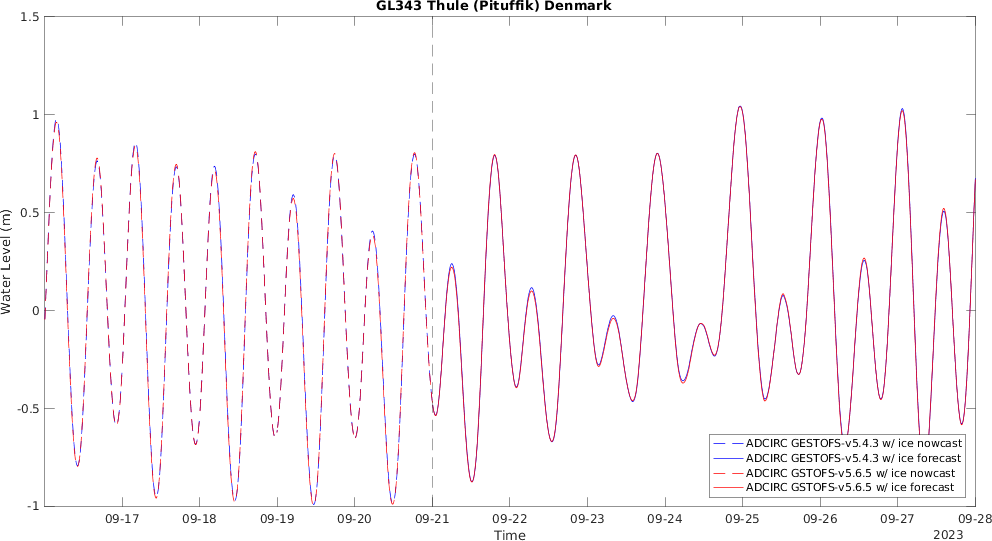 GL343 Thule (Pituffik) Denmark
1.5
1
0.5
0
-0.5
-1
Water Level (m)
09-17 09-18 09-19 09-20 09-21 09-22 09-23 09-24 09-25 09-26 09-27 09-28
Time
2023
ADCIRC GESTOFS-v5.4.3 w/ ice nowcast
ADCIRC GESTOFS-v5.4.3 w/ ice forecast
ADCIRC GSTOFS-v5.6.5 w/ ice nowcast
ADCIRC GSTOFS-v5.6.5 w/ ice forecast